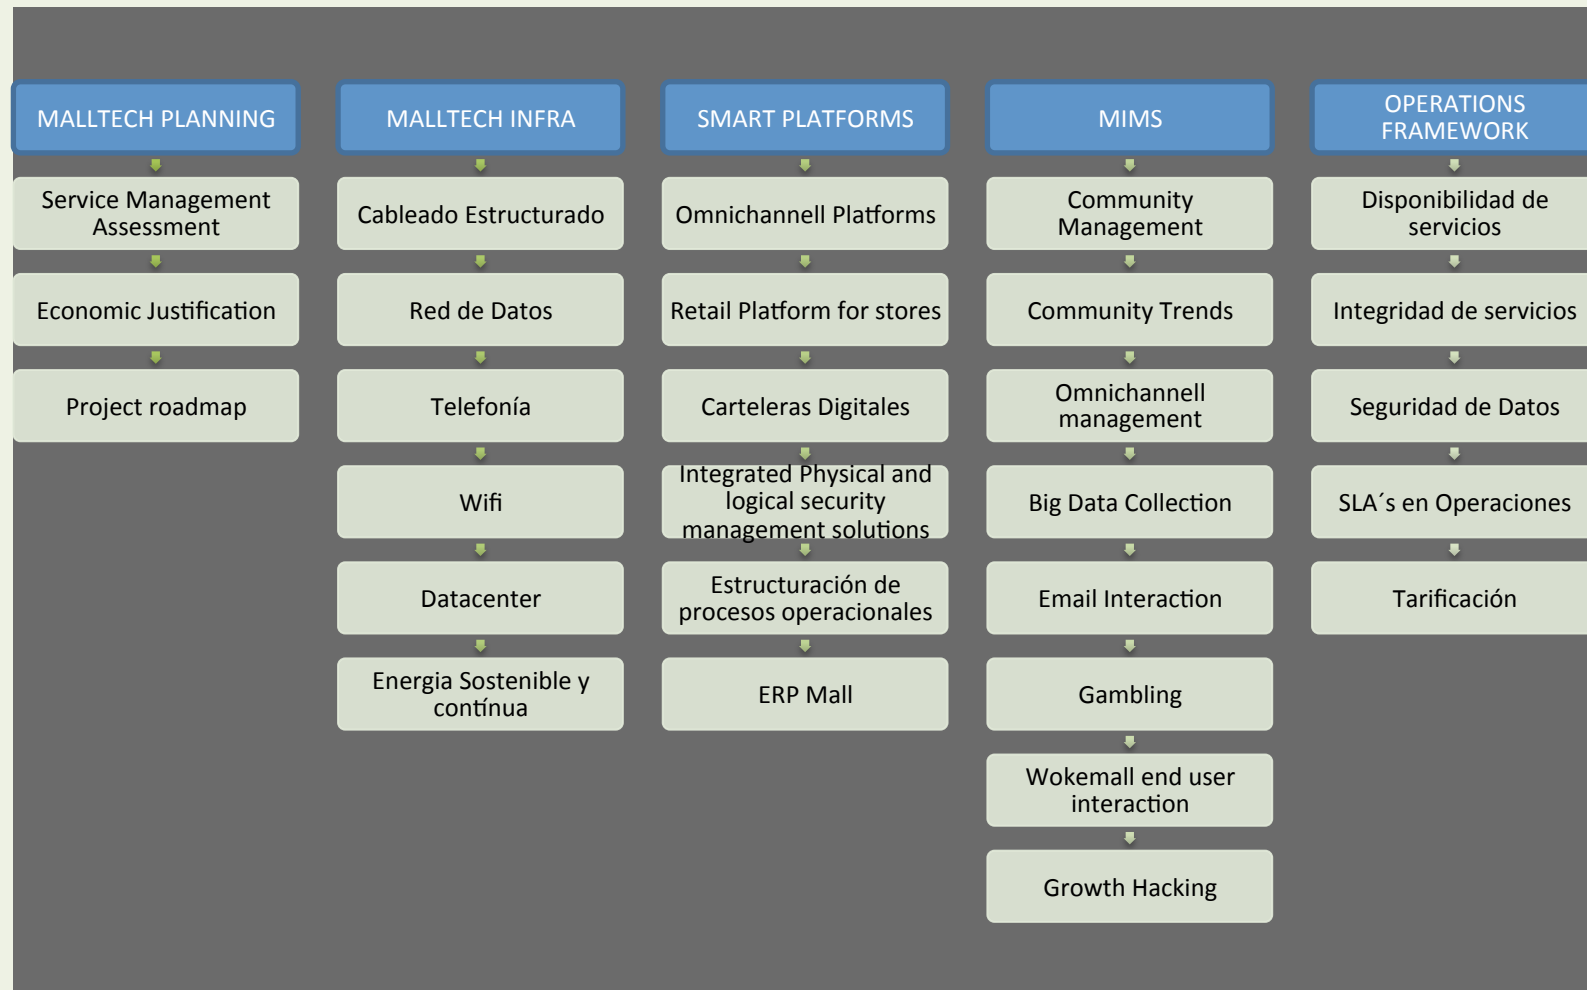 MALLTECH PLANNING
Service Management
Assessment
Economic Justification
Project roadmap
MALLTECH INFRA
Cableado Estructurado
Red de Datos
Telefonía
Wifi
Datacenter
Energia Sostenible y
contínua
SMART PLATFORMS
Omnichannell Platforms
Retail Platform for stores
Carteleras Digitales
Integrated Physical and
logical security
management solutions
Estructuración de
procesos operacionales
ERP Mall
MIMS
Community
Management
Community Trends
Omnichannell
management
Big Data Collection
Email Interaction
Gambling
Wokemall end user
interaction
Growth Hacking
OPERATIONS
FRAMEWORK
Disponibilidad de
servicios
Integridad de servicios
Seguridad de Datos
SLA´s en Operaciones
Tarificación